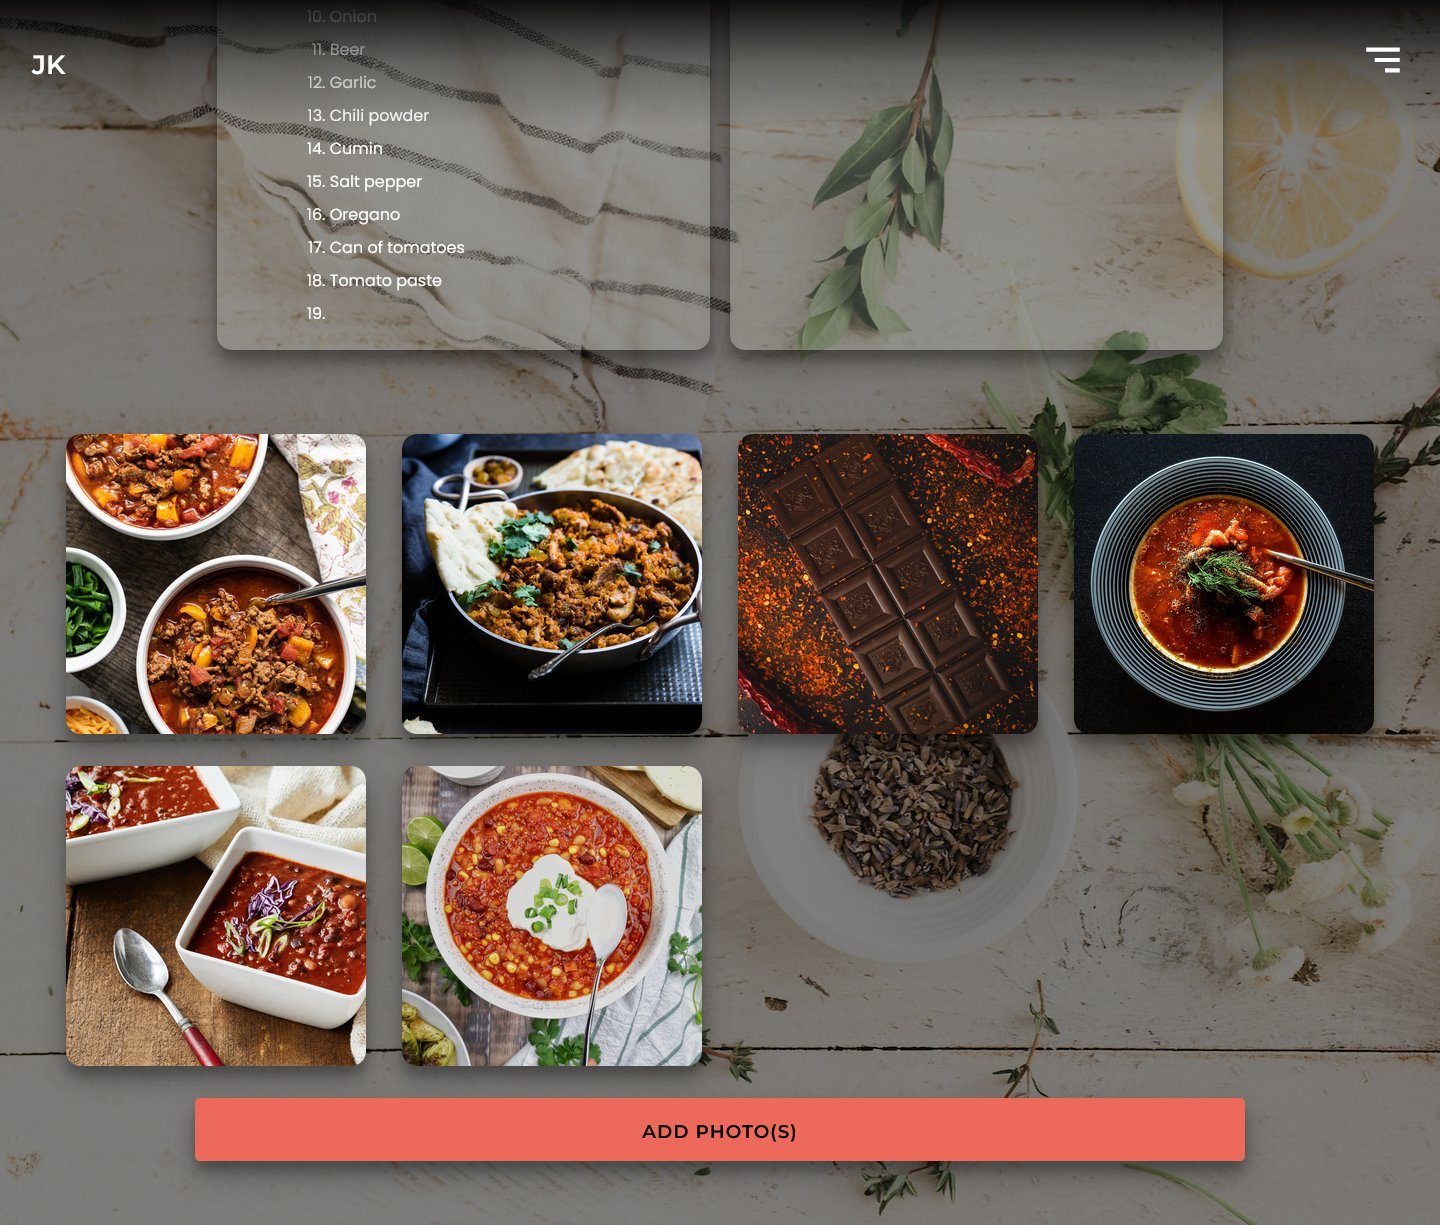 10. Onion
JK
11. Beer
12. Garlic
13. Chili powder
14. Cumin
15. Salt pepper
16. Oregano
17. Can of tomatoes
18. Tomato paste
19.
ADD PHOTO(S)